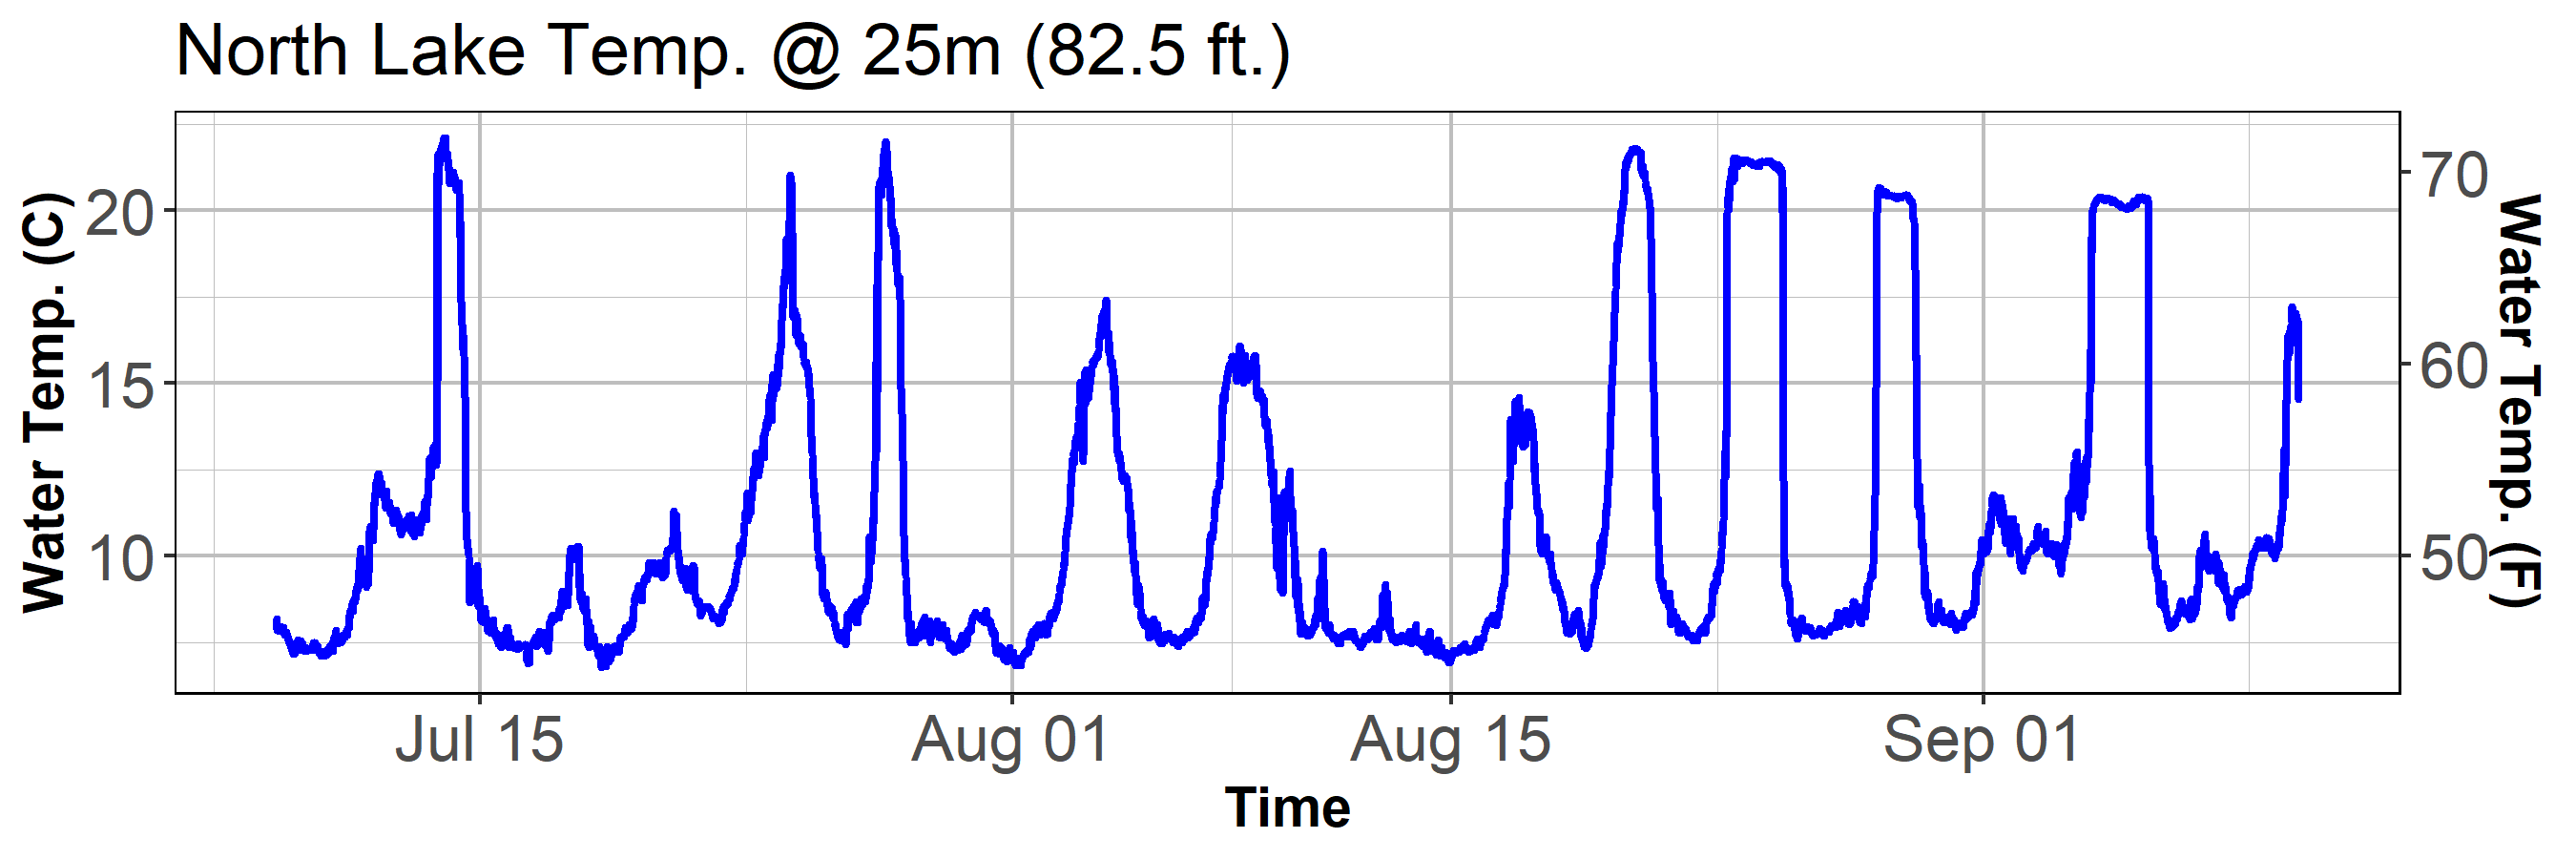 North Lake Temp. @ 25m (82.5 ft.)
Water Temp. (C)
20
15
10
70
60
50
Water Temp. (F)
Jul 15
Aug 01
Aug 15
Sep 01
Time